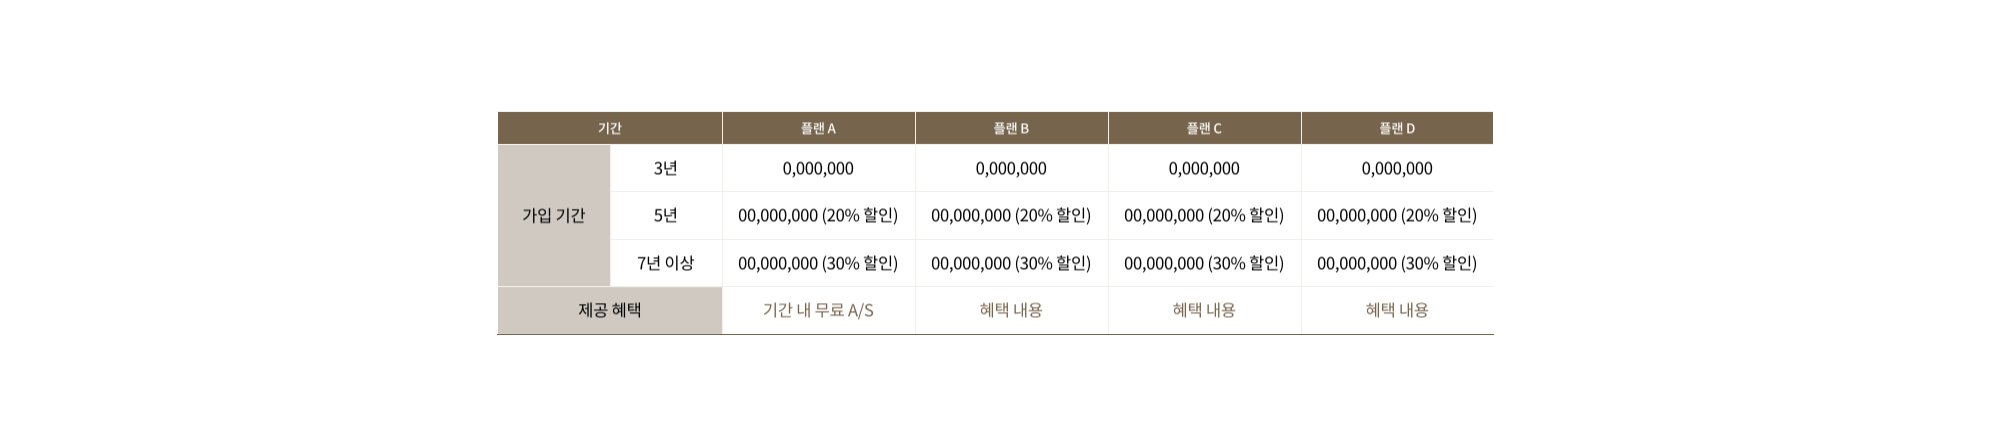 기간 플랜 A 플랜 B 플랜 C 플랜 D
3년 0,000,000 0,000,000 0,000,000 0,000,000
가입 기간 5년 00,000,000 (20% 할인) 00,000,000 (20% 할인) 00,000,000 (20% 할인) 00,000,000 (20% 할인)
7년 이상 00,000,000 (30% 할인) 00,000,000 (30% 할인) 00,000,000 (30% 할인) 00,000,000 (30% 할인)
제공 혜택 기간 내 무료 A/S 혜택 내용 혜택 내용 혜택 내용